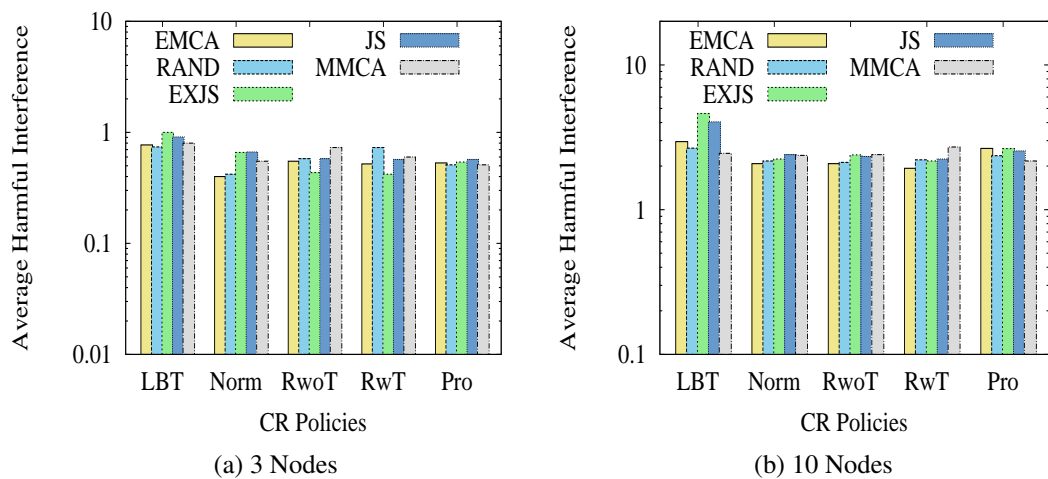 Average Harmful Interference
10
1
0.1
0.01
EMCA
RAND
EXJS
JS
MMCA
LBT Norm RwoT RwT Pro
CR Policies
(a) 3 Nodes
Average Harmful Interference
10
1
0.1
EMCA
RAND
EXJS
JS
MMCA
LBT Norm RwoT RwT Pro
CR Policies
(b) 10 Nodes